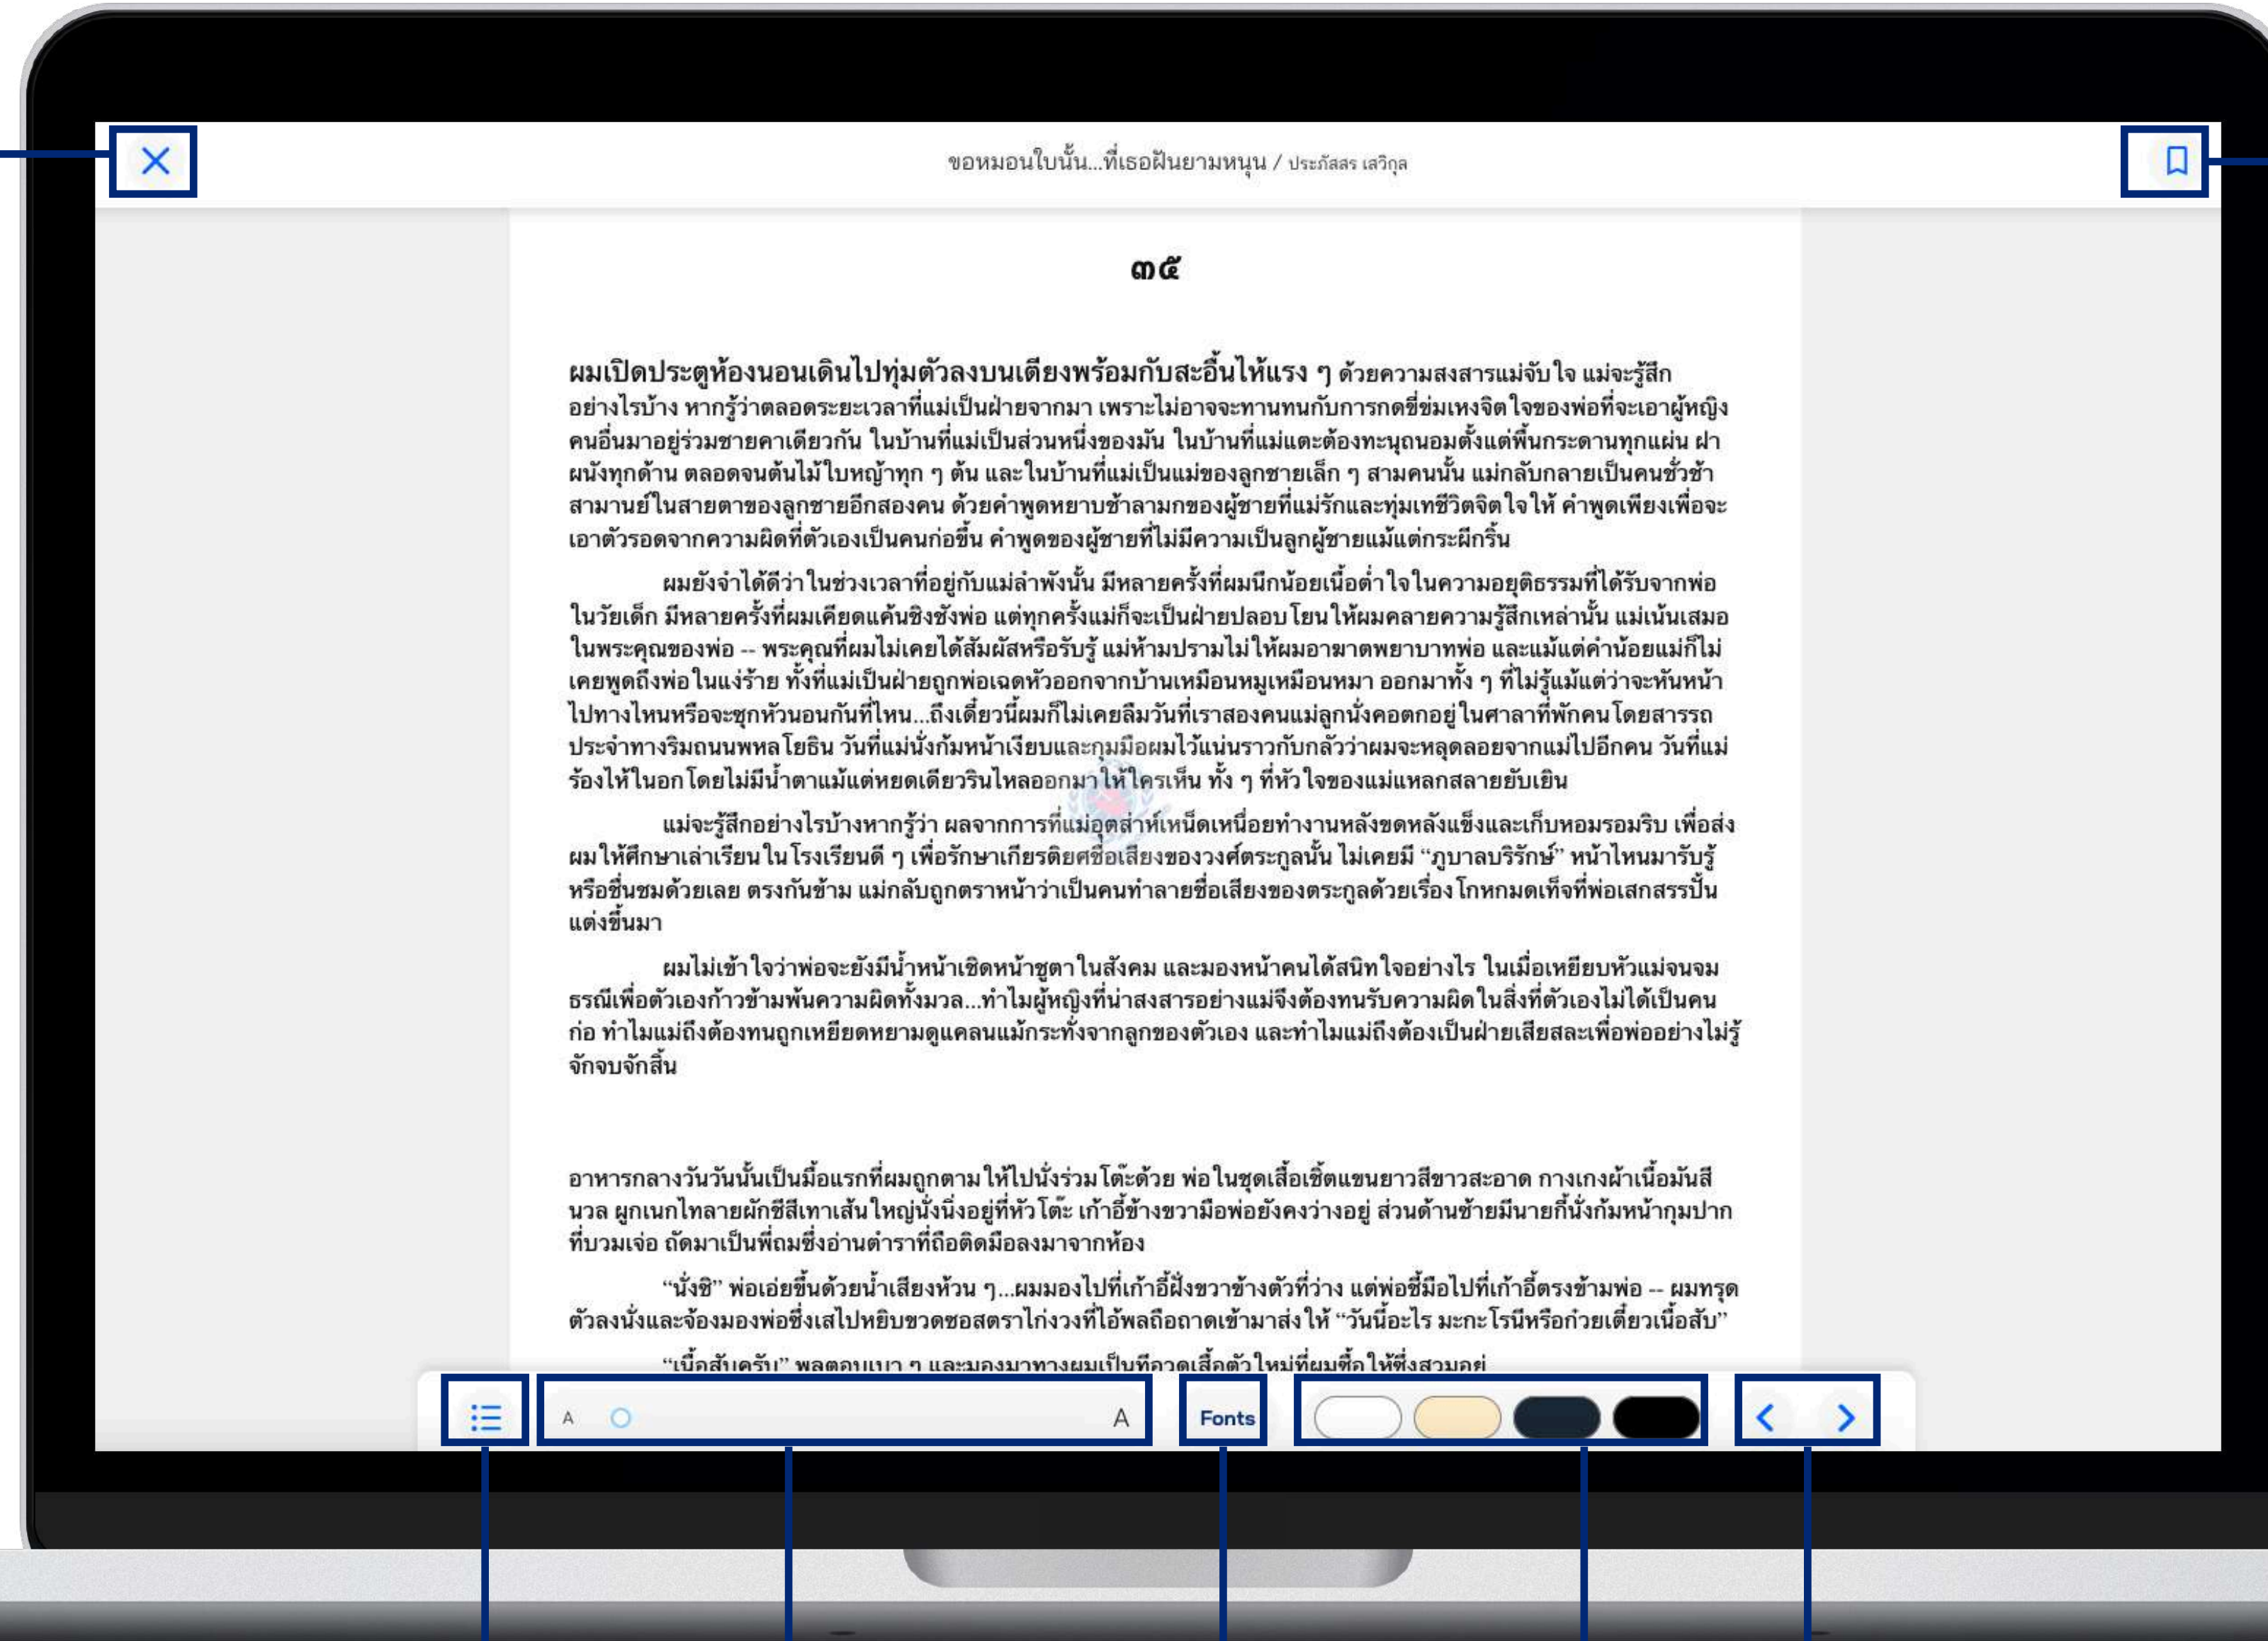 ขอหมอนใบนั้น...ที่เธอฝันยามหนุน / ประภัสสร เสวิกุล
๓๕
ผมเปิดประตูห้องนอนเดินไปทุ่มตัวลงบนเตียงพร้อมกับสะอื้นไห้แรง ๆ ด้วยความสงสารแม่จับใจ แม่จะรู้สึก
อย่างไรบ้าง หากรู้ว่าตลอดระยะเวลาที่แม่เป็นฝ่ายจากมา เพราะไม่อาจจะทานทนกับการกดขี่ข่มเหงจิตใจของพ่อที่จะเอาผู้หญิง
คนอื่นมาอยู่ร่วมชายคาเดียวกัน ในบ้านที่แม่เป็นส่วนหนึ่งของมัน ในบ้านที่แม่แตะต้องทะนุถนอมตั้งแต่พื้นกระดานทุกแผ่น ฝา
ผนังทุกด้าน ตลอดจนต้นไม้ใบหญ้าทุก ๆ ต้น และในบ้านที่แม่เป็นแม่ของลูกชายเล็ก ๆ สามคนนั้น แม่กลับกลายเป็นคนชั่วช้า
สามานย์ในสายตาของลูกชายอีกสองคน ด้วยคำพูดหยาบช้าลามกของผู้ชายที่แม่รักและทุ่มเทชีวิตจิตใจให้ คำพูดเพียงเพื่อจะ
เอาตัวรอดจากความผิดที่ตัวเองเป็นคนก่อขึ้น คำพูดของผู้ชายที่ไม่มีความเป็นลูกผู้ชายแม้แต่กระผีกริ้น
ผมยังจำได้ดีว่าในช่วงเวลาที่อยู่กับแม่ลำพังนั้น มีหลายครั้งที่ผมนึกน้อยเนื้อต่ำใจในความอยุติธรรมที่ได้รับจากพ่อ
ในวัยเด็ก มีหลายครั้งที่ผมเคียดแค้นชิงชังพ่อ แต่ทุกครั้งแม่ก็จะเป็นฝ่ายปลอบโยนให้ผมคลายความรู้สึกเหล่านั้น แม่เน้นเสมอ
ในพระคุณของพ่อ -- พระคุณที่ผมไม่เคยได้สัมผัสหรือรับรู้ แม่ห้ามปรามไม่ให้ผมอาฆาตพยาบาทพ่อ และแม้แต่คำน้อยแม่ก็ไม่
เคยพูดถึงพ่อในแง่ร้าย ทั้งที่แม่เป็นฝ่ายถูกพ่อเฉดหัวออกจากบ้านเหมือนหมูเหมือนหมา ออกมาทั้ง ๆ ที่ไม่รู้แม้แต่ว่าจะหันหน้า
ไปทางไหนหรือจะซุกหัวนอนกันที่ไหน...ถึงเดี๋ยวนี้ผมก็ไม่เคยลืมวันที่เราสองคนแม่ลูกนั่งคอตกอยู่ในศาลาที่พักคนโดยสารรถ
ประจำทางริมถนนพหลโยธิน วันที่แม่นั่งก้มหน้าเงียบและกุมมือผมไว้แน่นราวกับกลัวว่าผมจะหลุดลอยจากแม่ไปอีกคน วันที่แม่
ร้องไห้ในอกโดยไม่มีน้ำตาแม้แต่หยดเดียวรินไหลออกมาให้ใครเห็น ทั้ง ๆ ที่หัวใจของแม่แหลกสลายยับเยิน
แม่จะรู้สึกอย่างไรบ้างหากรู้ว่า ผลจากการที่แม่อุตส่าห์เหน็ดเหนื่อยทำงานหลังขดหลังแข็งและเก็บหอมรอมริบ เพื่อส่ง
ผมให้ศึกษาเล่าเรียนในโรงเรียนดี ๆ เพื่อรักษาเกียรติยศชื่อเสียงของวงศ์ตระกูลนั้น ไม่เคยมี “ภูบาลบริรักษ์” หน้าไหนมารับรู้
หรือชื่นชมด้วยเลย ตรงกันข้าม แม่กลับถูกตราหน้าว่าเป็นคนทำลายชื่อเสียงของตระกูลด้วยเรื่องโกหกมดเท็จที่พ่อเสกสรรปั้น
แต่งขึ้นมา
ผมไม่เข้าใจว่าพ่อจะยังมีน้ำหน้าเชิดหน้าชูตาในสังคม และมองหน้าคนได้สนิทใจอย่างไร ในเมื่อเหยียบหัวแม่จนจม
ธรณีเพื่อตัวเองก้าวข้ามพ้นความผิดทั้งมวล...ทำไมผู้หญิงที่น่าสงสารอย่างแม่จึงต้องทนรับความผิดในสิ่งที่ตัวเองไม่ได้เป็นคน
ก่อ ทำไมแม่ถึงต้องทนถูกเหยียดหยามดูแคลนแม้กระทั่งจากลูกของตัวเอง และทำไมแม่ถึงต้องเป็นฝ่ายเสียสละเพื่อพ่ออย่างไม่รู้
จักจบจักสิ้น
อาหารกลางวันวันนั้นเป็นมื้อแรกที่ผมถูกตามให้ไปนั่งร่วมโต๊ะด้วย พ่อในชุดเสื้อเชิ้ตแขนยาวสีขาวสะอาด กางเกงผ้าเนื้อมันสี
นวล ผูกเนกไทลายผักชีสีเทาเส้นใหญ่นั่งนิ่งอยู่ที่หัวโต๊ะ เก้าอี้ข้างขวามือพ่อยังคงว่างอยู่ ส่วนด้านซ้ายมีนายกี้นั่งก้มหน้ากุมปาก
ที่บวมเจ่อ ถัดมาเป็นพี่ถมซึ่งอ่านตำราที่ถือติดมือลงมาจากห้อง
“นั่งซิ” พ่อเอ่ยขึ้นด้วยน้ำเสียงห้วน ๆ...ผมมองไปที่เก้าอี้ฝั่งขวาข้างตัวที่ว่าง แต่พ่อชี้มือไปที่เก้าอี้ตรงข้ามพ่อ -- ผมทรุด
ตัวลงนั่งและจ้องมองพ่อซึ่งเสไปหยิบขวดซอสตราไก่งวงที่ไอ้พลถือถาดเข้ามาส่งให้ “วันนี้อะไร มะกะโรนีหรือก๋วยเตี๋ยวเนื้อสับ”
“เนื้อสับครับ” พลตอบเบา ๆ และมองมาทางผมเป็นทีอวดเสื้อตัวใหม่ที่ผมซื้อให้ซึ่งสวมอยู่
A A Fonts